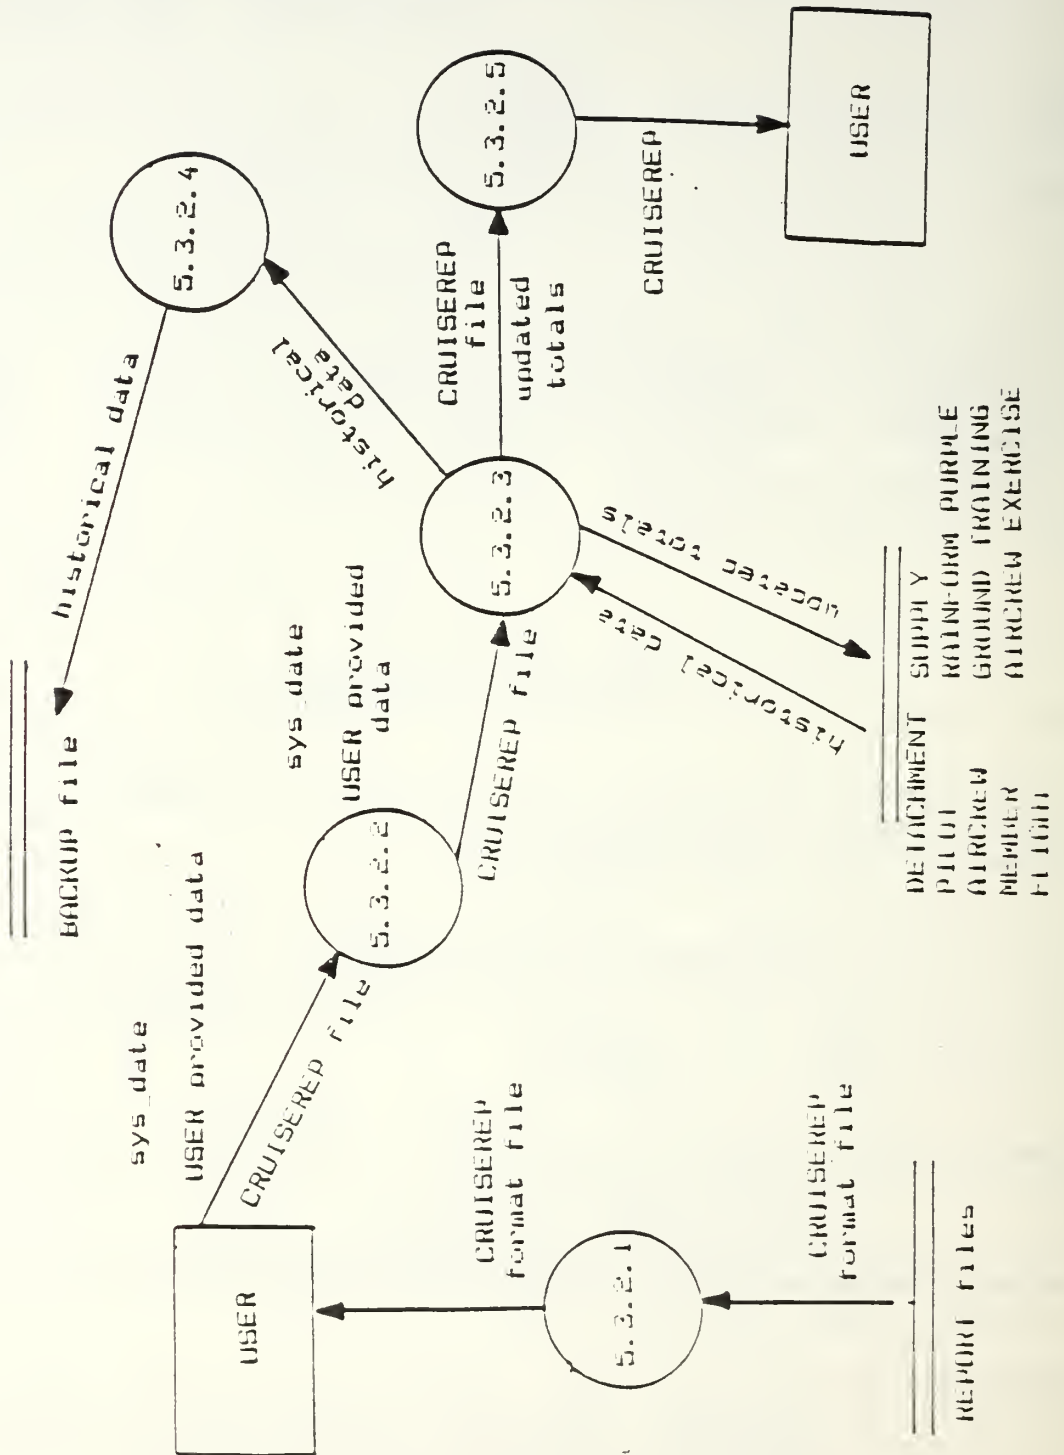 BACKUP file
historical data
5.3.2.4
historical
data
sys_date
USER provided data
CRUISEREP file
USER
5.3.2.2
sys_date
USER provided
data
CRUISEREP file
5.3.2.3
CRUISEREP
file
updated
totals
5.3.2.5
CRUISEREP
USER
CRUISEREP
format file
5.3.2.1
CRUISEREP
format file
REPORT files
historical data
updated totals
DETACHMENT SUPPLY
PILOT RAINFORM PURPLE
AIRCREW GROUND TRAINING
MEMBER AIRCREW EXERCISE
FLIGHT